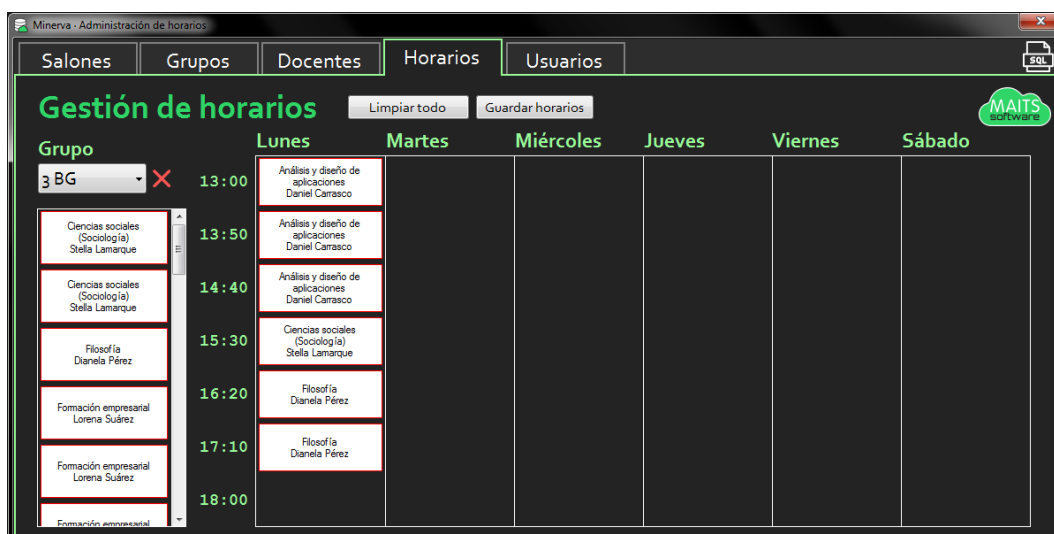 Minerva - Administración de horarios
Salones Grupos Docentes Horarios Usuarios
SQL
Gestión de horarios
Limpiar todo Guardar horarios
MAITS
software
Grupo
Lunes Martes Miércoles Jueves Viernes Sábado
3 BG
Ciencias sociales
(Sociología)
Stella Lamarque
Ciencias sociales
(Sociología)
Stella Lamarque
Filosofía
Dianela Pérez
Formación empresarial
Lorena Suárez
Formación empresarial
Lorena Suárez
Formación empresarial
13:00
Análisis y diseño de
aplicaciones
Daniel Carrasco
13:50
Análisis y diseño de
aplicaciones
Daniel Carrasco
14:40
Análisis y diseño de
aplicaciones
Daniel Carrasco
15:30
Ciencias sociales
(Sociología)
Stella Lamarque
16:20
Filosofía
Dianela Pérez
17:10
Filosofía
Dianela Pérez
18:00